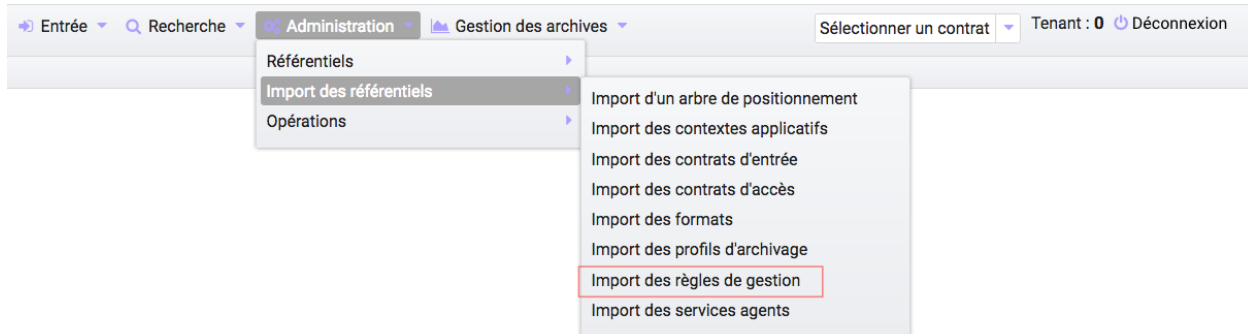 Entrée Recherche Administration Gestion des archives Sélectionner un contrat Tenant : 0 Déconnexion
Référentiels
Import des référentiels
Opérations
Import d'un arbre de positionnement
Import des contextes applicatifs
Import des contrats d'entrée
Import des contrats d'accès
Import des formats
Import des profils d'archivage
Import des règles de gestion
Import des services agents